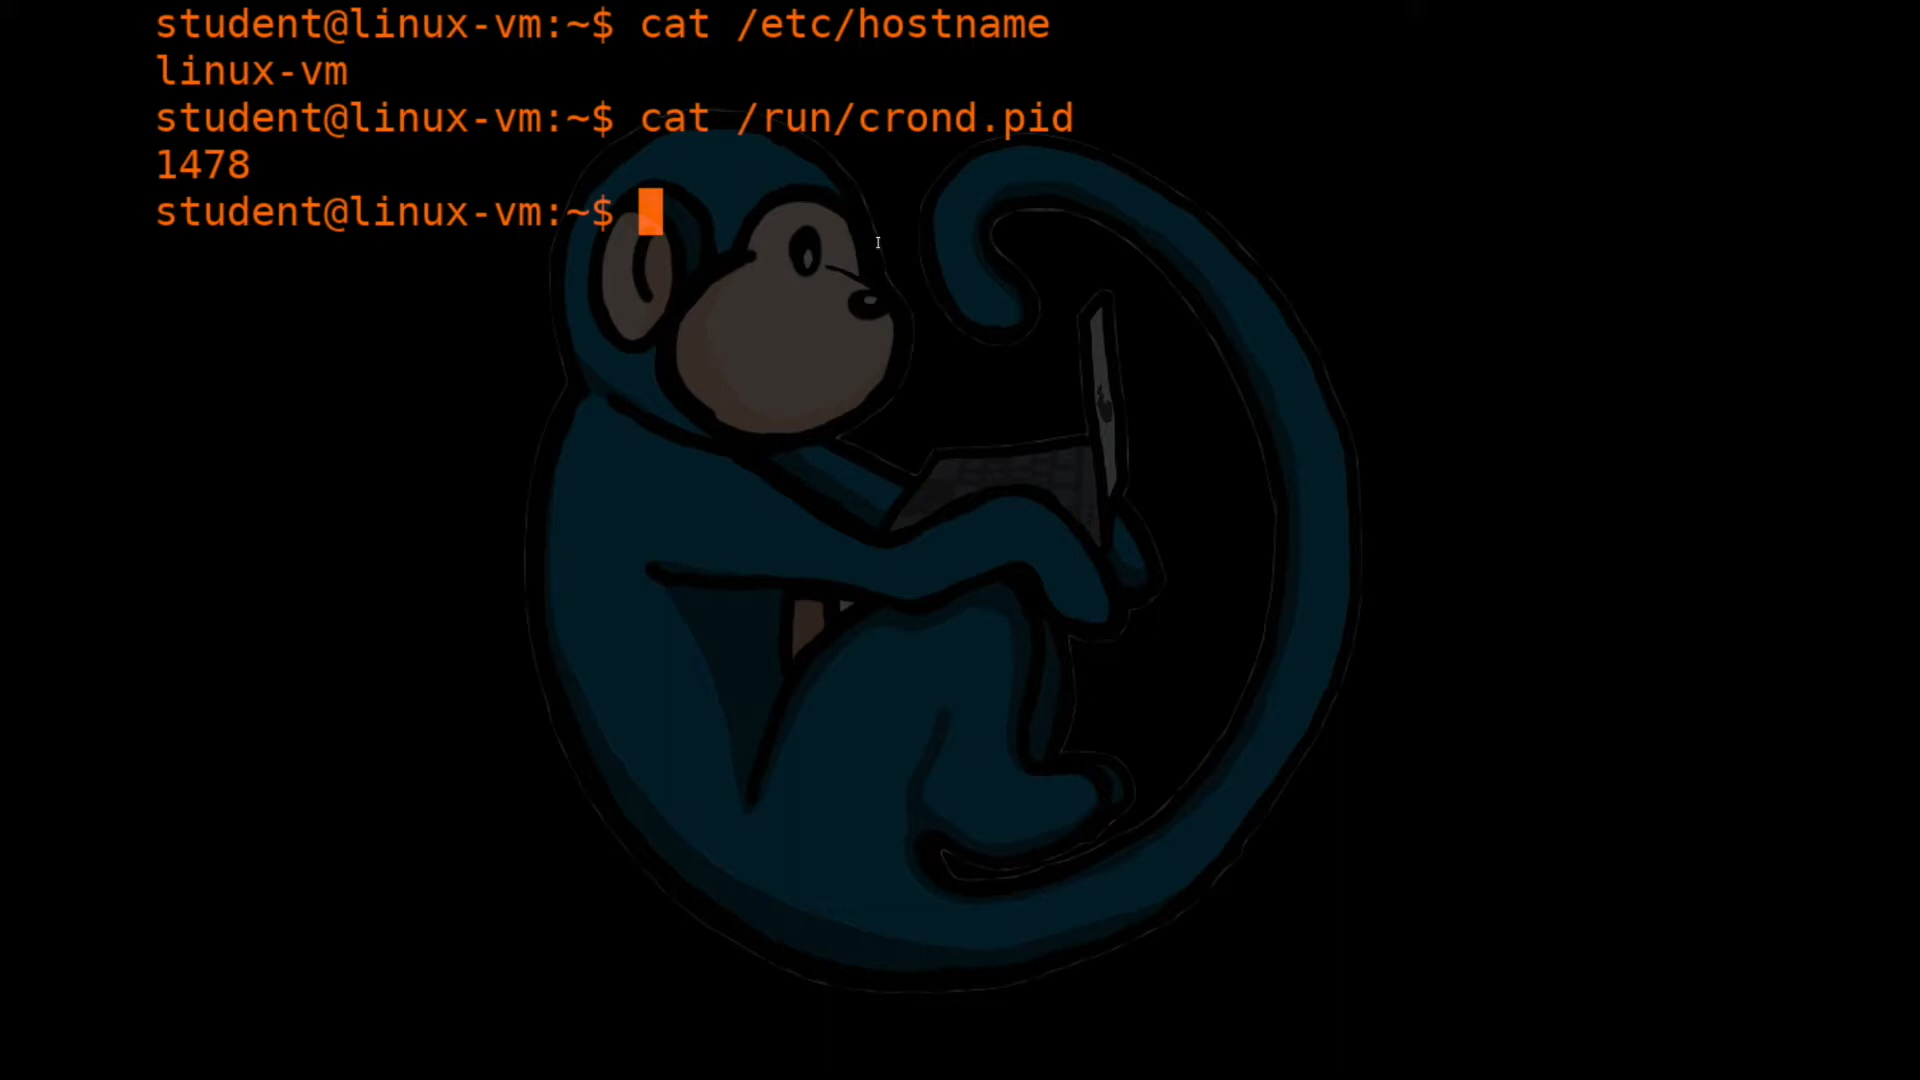 student@linux-vm:~$ cat /etc/hostname
linux-vm
student@linux-vm:~$ cat /run/crond.pid
1478
student@linux-vm:~$